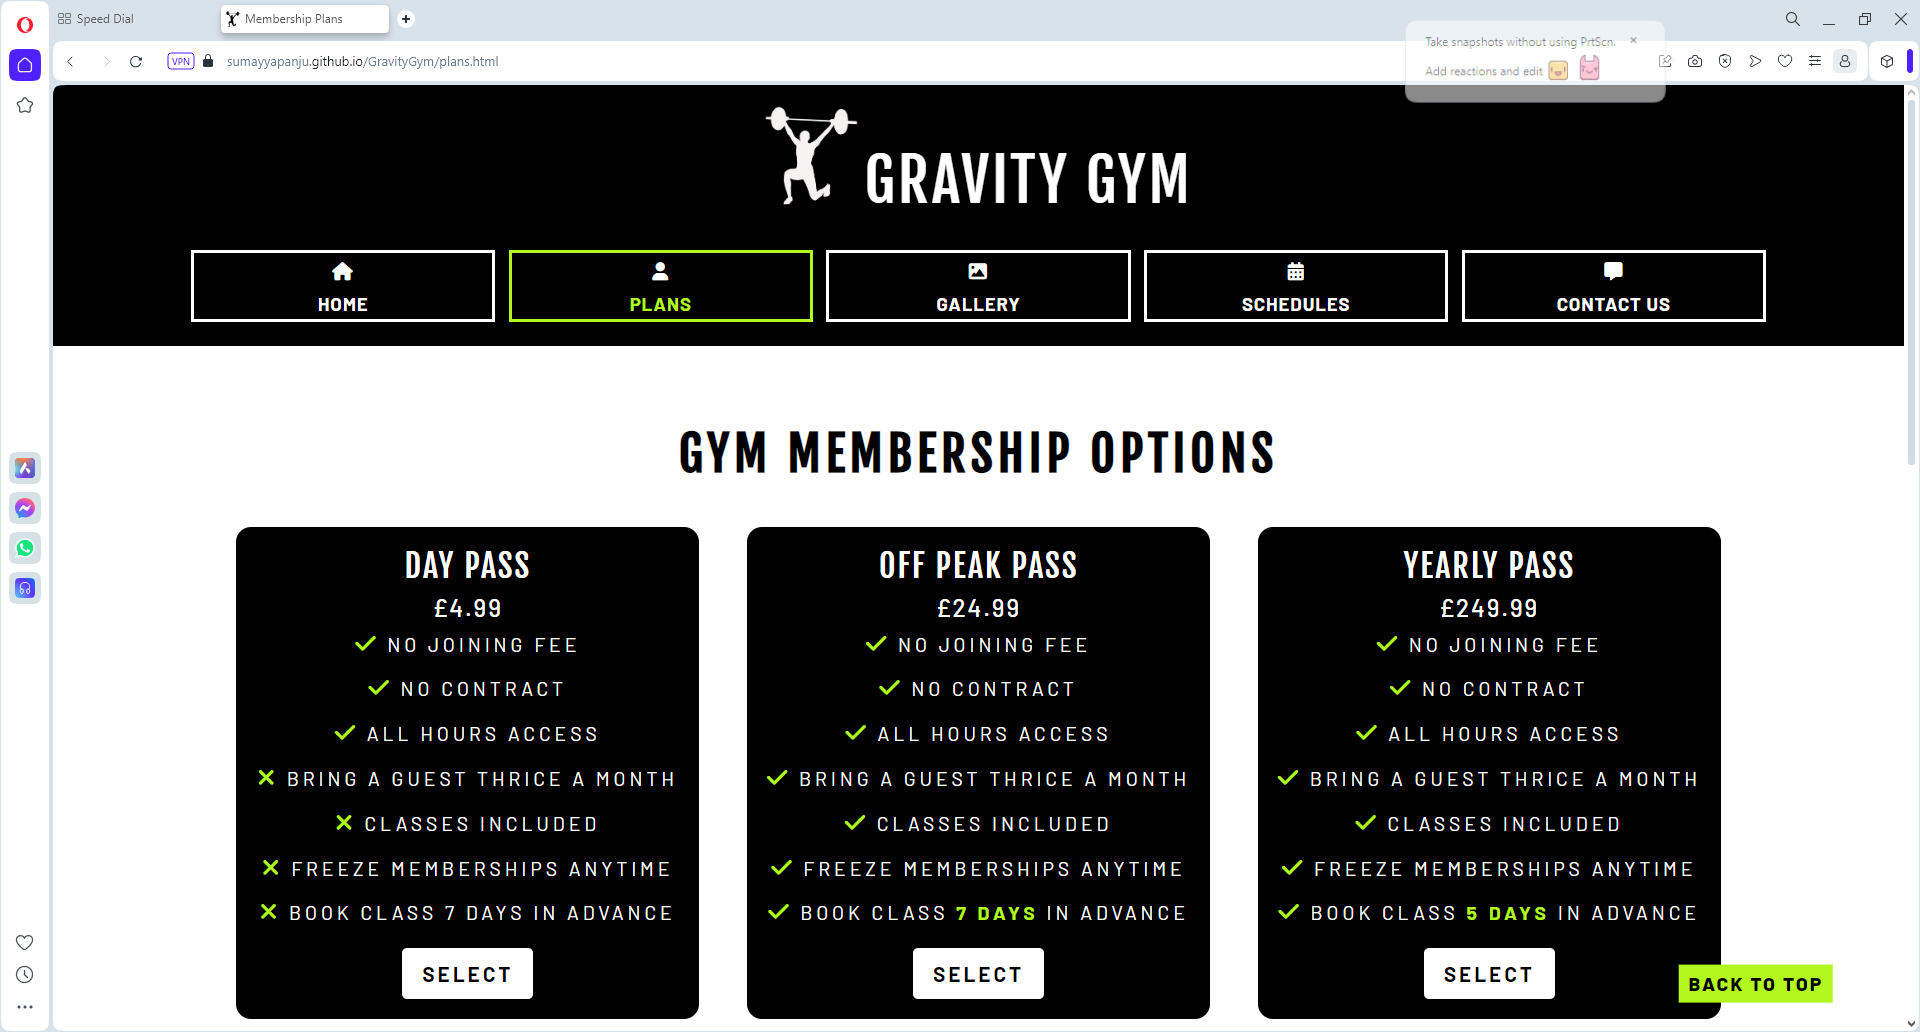 Speed Dial
Membership Plans
VPN
sumayyapanju.github.io/GravityGym/plans.html
Take snapshots without using PrtScn.
Add reactions and edit
GRAVITY GYM
HOME
PLANS
GALLERY
SCHEDULES
CONTACT US
GYM MEMBERSHIP OPTIONS
DAY PASS
£4.99
NO JOINING FEE
NO CONTRACT
ALL HOURS ACCESS
BRING A GUEST THRICE A MONTH
CLASSES INCLUDED
FREEZE MEMBERSHIPS ANYTIME
BOOK CLASS 7 DAYS IN ADVANCE
SELECT
OFF PEAK PASS
£24.99
NO JOINING FEE
NO CONTRACT
ALL HOURS ACCESS
BRING A GUEST THRICE A MONTH
CLASSES INCLUDED
FREEZE MEMBERSHIPS ANYTIME
BOOK CLASS 7 DAYS IN ADVANCE
SELECT
YEARLY PASS
£249.99
NO JOINING FEE
NO CONTRACT
ALL HOURS ACCESS
BRING A GUEST THRICE A MONTH
CLASSES INCLUDED
FREEZE MEMBERSHIPS ANYTIME
BOOK CLASS 5 DAYS IN ADVANCE
SELECT
BACK TO TOP